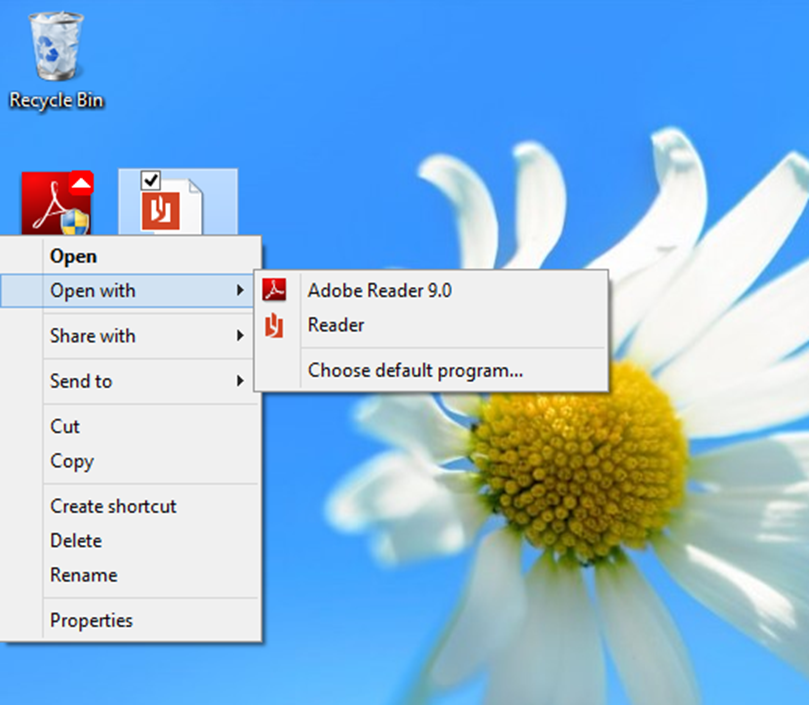 Recycle Bin
Open
Open with
Adobe Reader 9.0
Reader
Choose default program...
Share with
Send to
Cut
Copy
Create shortcut
Delete
Rename
Properties